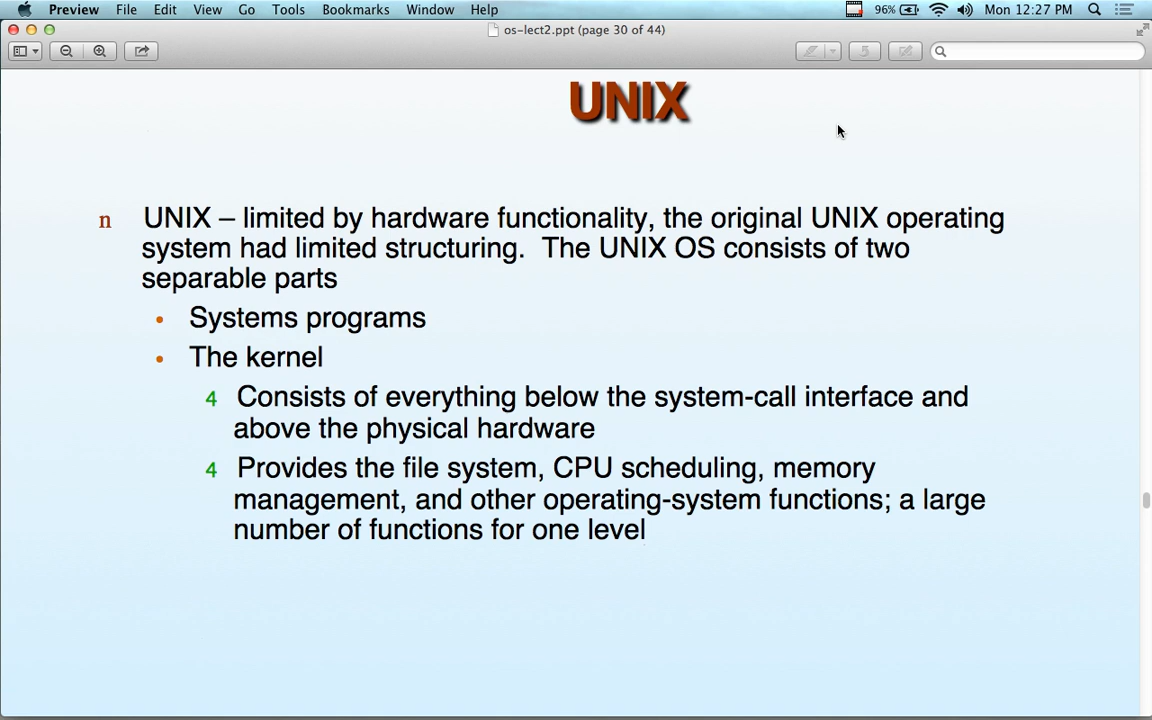 Preview File Edit View Go Tools Bookmarks Window Help 96% Mon 12:27 PM
os-lect2.ppt (page 30 of 44)
UNIX
n UNIX – limited by hardware functionality, the original UNIX operating
system had limited structuring.  The UNIX OS consists of two
separable parts
• Systems programs
• The kernel
4 Consists of everything below the system-call interface and
above the physical hardware
4 Provides the file system, CPU scheduling, memory
management, and other operating-system functions; a large
number of functions for one level